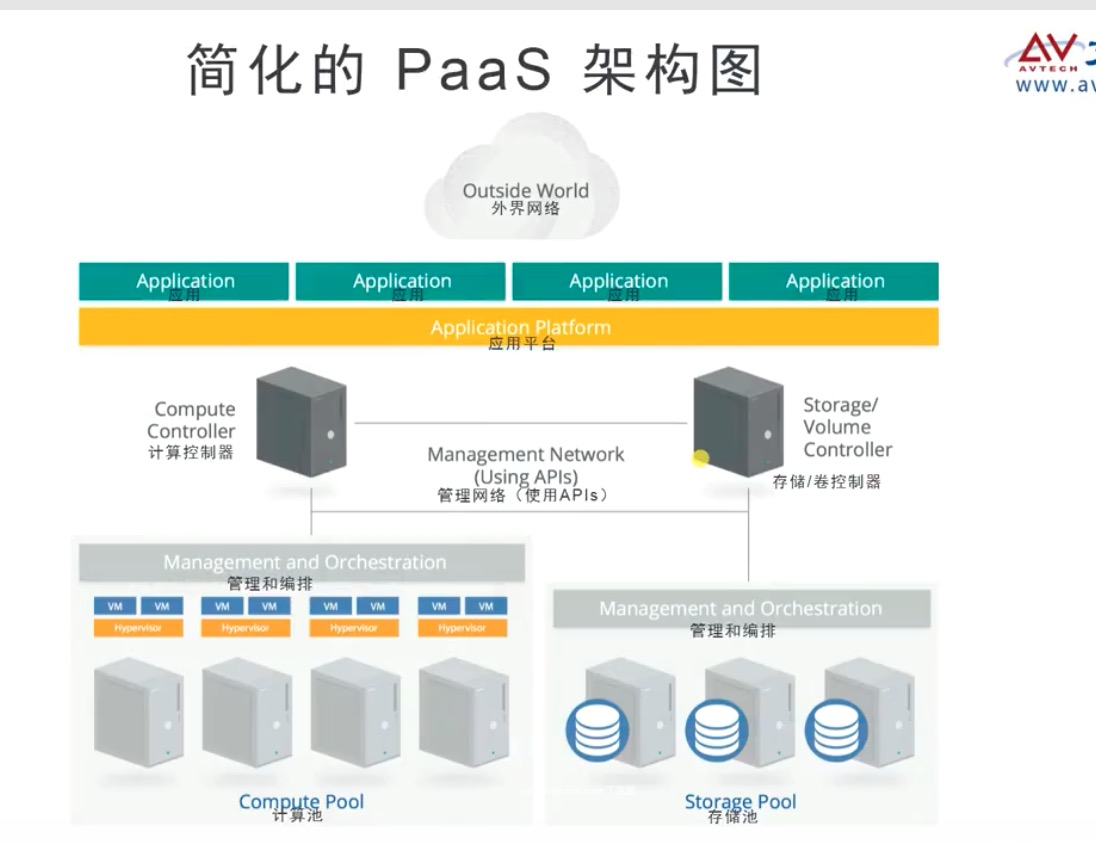 简化的 PaaS 架构图
AV
AVTECH
www.av
Outside World
外界网络
Application
应用
Application
应用
Application
应用
Application
应用
Application Platform
应用平台
Compute
Controller
计算控制器
Storage/
Volume
Controller
存储/卷控制器
Management Network
(Using APIs)
管理网络（使用APIs）
Management and Orchestration
管理和编排
VM VM VM VM VM VM VM VM
Hypervisor Hypervisor Hypervisor Hypervisor
Compute Pool
计算池
Management and Orchestration
管理和编排
Storage Pool
存储池